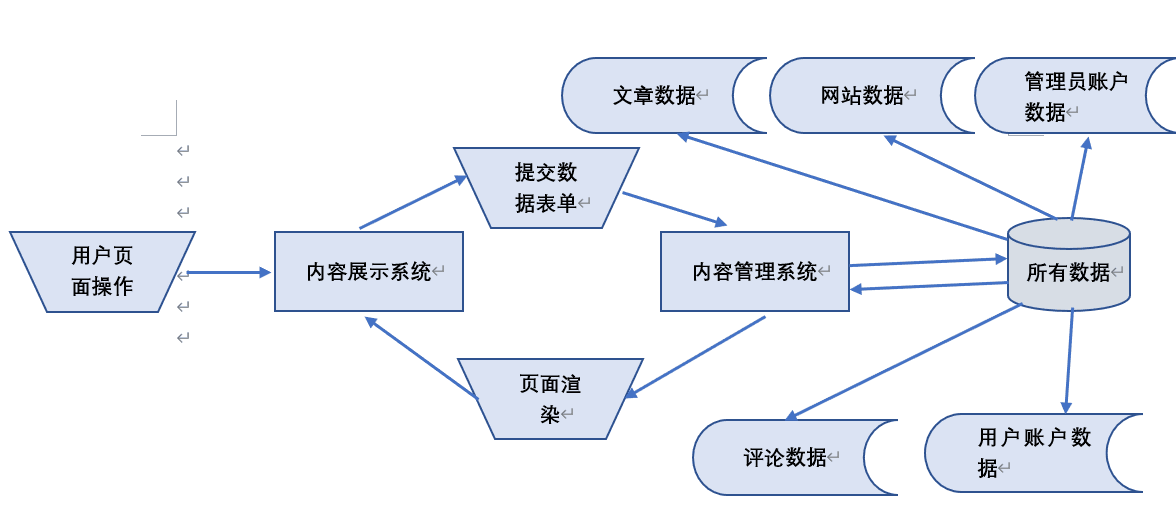 文章数据
网站数据
管理员账户
数据
提交数
据表单
用户页
面操作
内容展示系统
内容管理系统
所有数据
页面渲
染
评论数据
用户账户数
据